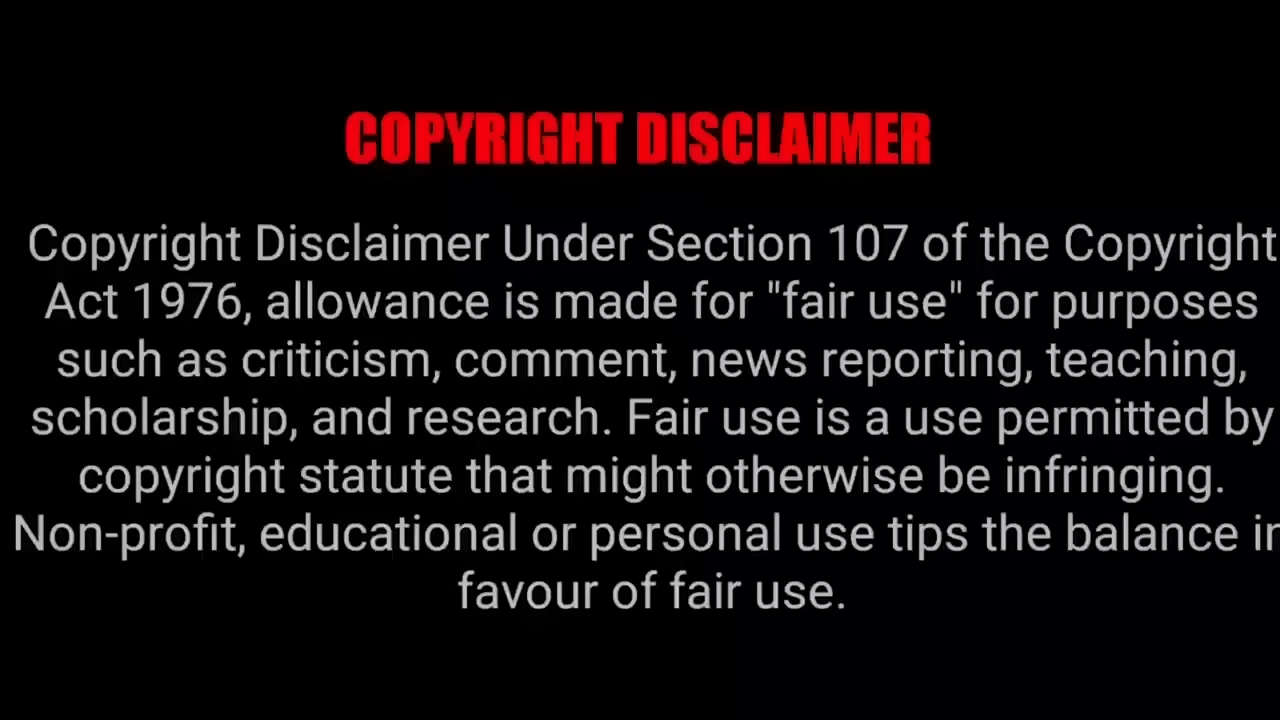 COPYRIGHT DISCLAIMER
Copyright Disclaimer Under Section 107 of the Copyright
Act 1976, allowance is made for "fair use" for purposes
such as criticism, comment, news reporting, teaching,
scholarship, and research. Fair use is a use permitted by
copyright statute that might otherwise be infringing.
Non-profit, educational or personal use tips the balance in
favour of fair use.